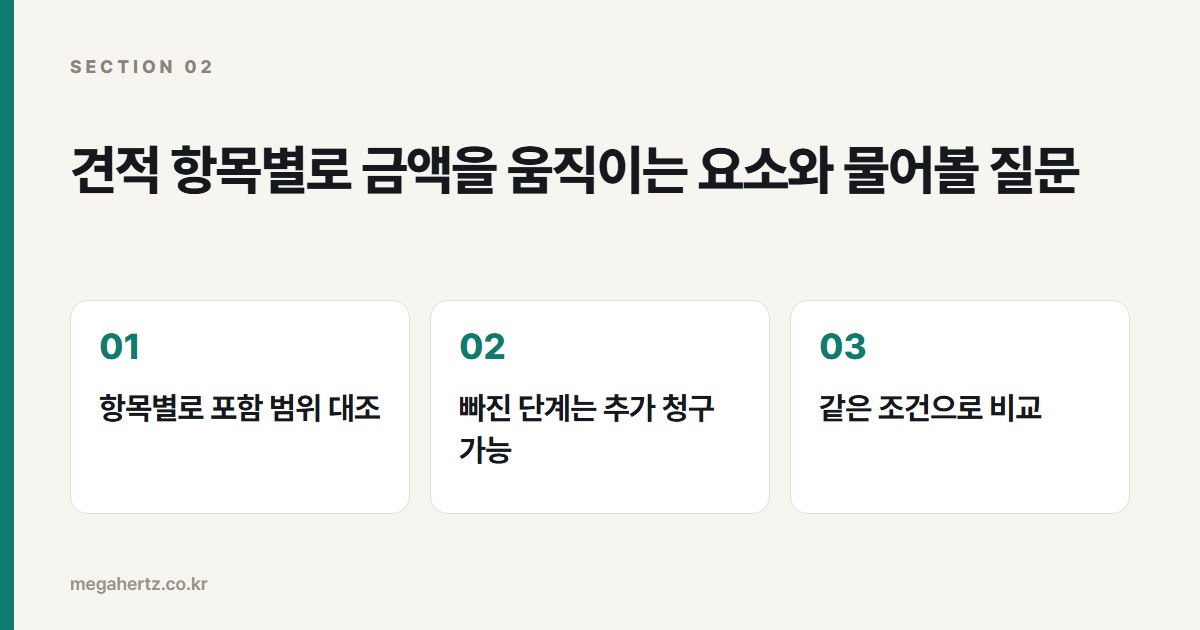 SECTION 02
견적 항목별로 금액을 움직이는 요소와 물어볼 질문
01
항목별로 포함 범위 대조
02
빠진 단계는 추가 청구
가능
03
같은 조건으로 비교
megahertz.co.kr